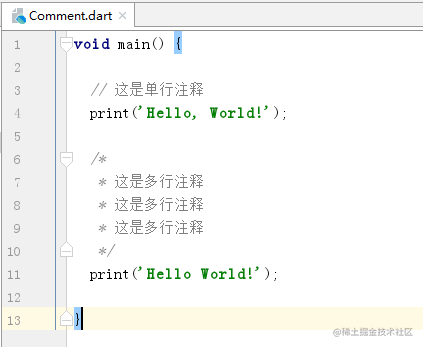 Comment.dart
1 void main() {
2
3 // 这是单行注释
4 print('Hello, World!');
5
6 /*
7 * 这是多行注释
8 * 这是多行注释
9 * 这是多行注释
10 */
11 print('Hello World!');
12
13 }
@稀土掘金技术社区